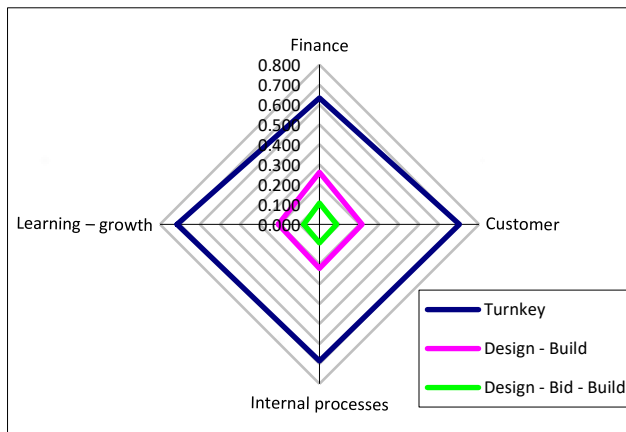 Finance
0.800
0.700
0.600
0.500
0.400
0.300
0.200
0.100
0.000
Learning – growth
Customer
Internal processes
Turnkey
Design - Build
Design - Bid - Build